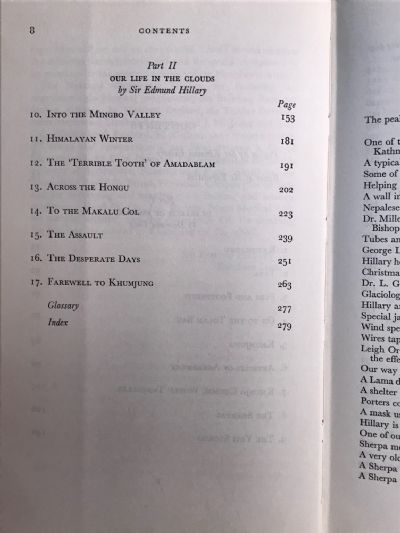 8 CONTENTS
Part II
OUR LIFE IN THE CLOUDS
by Sir Edmund Hillary
Page
10. INTO THE MINGBO VALLEY 153
11. HIMALAYAN WINTER 181
12. THE ‘TERRIBLE TOOTH’ OF AMADABLAM 191
13. ACROSS THE HONGU 202
14. TO THE MAKALU COL 223
15. THE ASSAULT 239
16. THE DESPERATE DAYS 251
17. FAREWELL TO KHUMJUNG 263
Glossary 277
Index 279
The pea
One of t
Kathm
A typica
Some of
Helping
A wall in
Nepalese
Dr. Mille
Bishop
Tubes an
George L
Hillary h
Christma
Dr. L. G
Glaciolog
Hillary a
Special ja
Wind spe
Wires tap
Leigh Or
the effe
Our way
A Lama d
A shelter
Porters co
A mask u
Hillary is
One of ou
Sherpa m
A very old
A Sherpa
A Sherpa